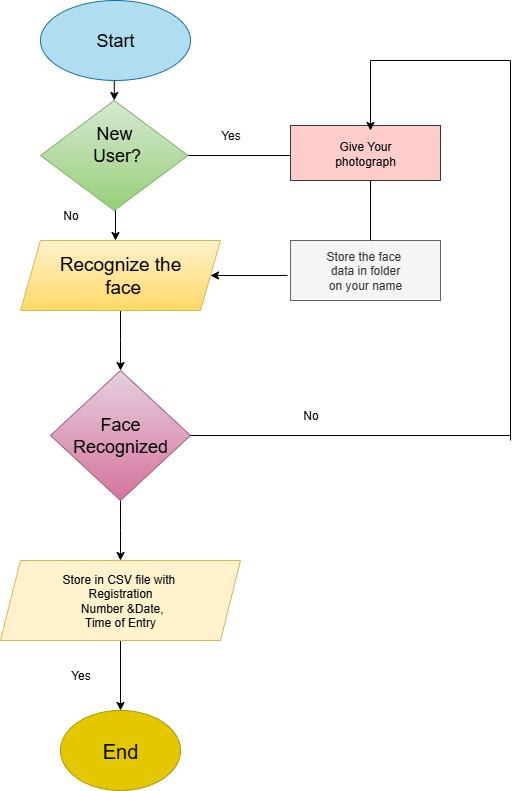 Start
New
User?
Yes
Give Your
photograph
No
Recognize the
face
Store the face
data in folder
on your name
No
Face
Recognized
Store in CSV file with
Registration
Number &Date,
Time of Entry
Yes
End